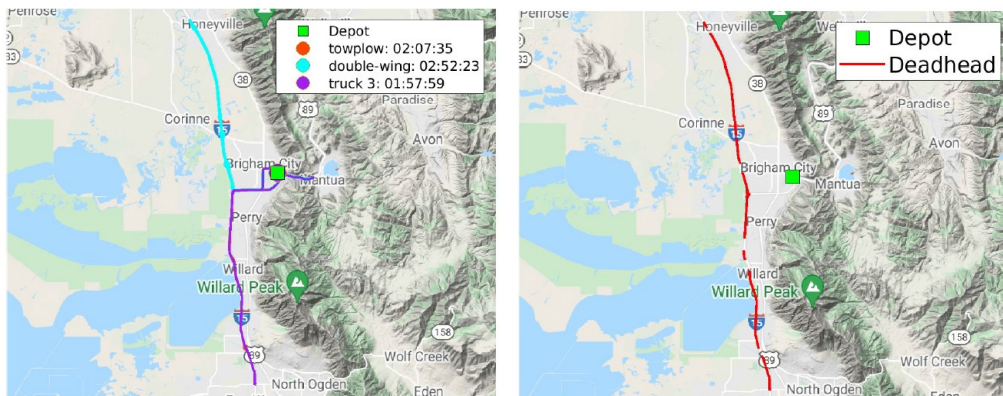 Penrose
Honeyville
83
38
Depot
towplow: 02:07:35
double-wing: 02:52:23
truck 3: 01:57:59
89
Paradise
Corinne
15
Avon
Brigham City
Mantua
Perry
Willard
Willard Peak
15
158
89
Wolf Creek
North Ogden
Eden
Penrose
Honeyville
83
38
Depot
Deadhead
89
Paradise
Corinne
15
Avon
Brigham City
Mantua
Perry
Willard
Willard Peak
15
158
89
Wolf Creek
North Ogden
Eden